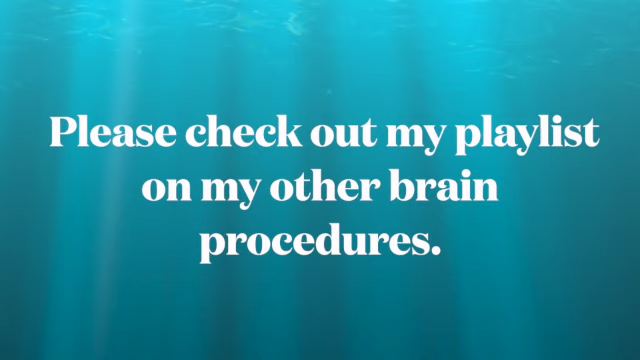 Please check out my playlist
on my other brain
procedures.